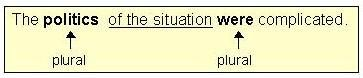 The politics of the situation were complicated.
plural plural